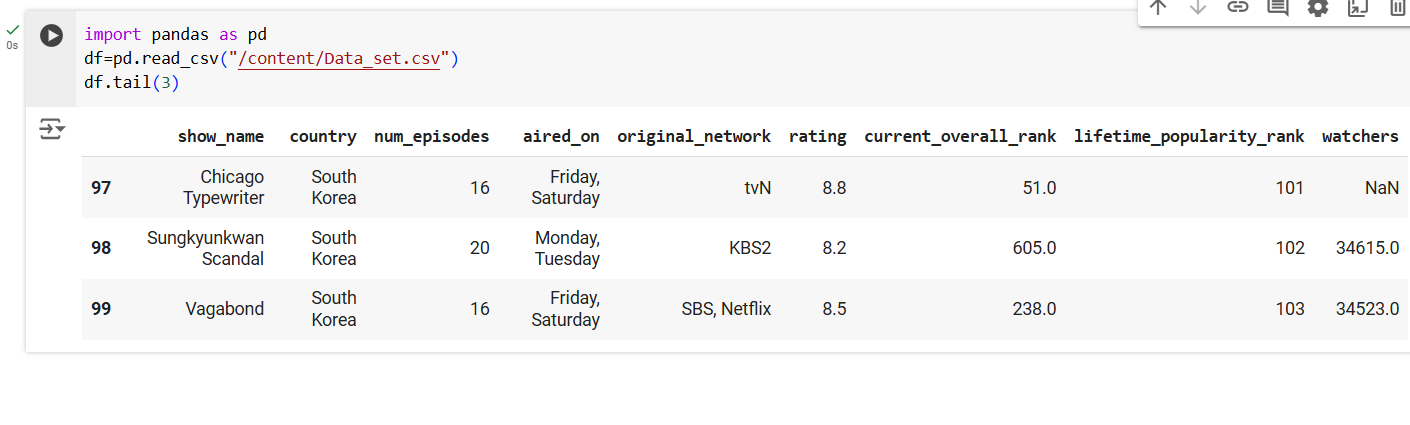 import pandas as pd
0s
df=pd.read_csv("/content/Data_set.csv")
df.tail(3)
show_name country num_episodes aired_on original_network rating current_overall_rank lifetime_popularity_rank watchers
97 Chicago Typewriter South Korea 16 Friday, Saturday tvN 8.8 51.0 101 NaN
98 Sungkyunkwan Scandal South Korea 20 Monday, Tuesday KBS2 8.2 605.0 102 34615.0
99 Vagabond South Korea 16 Friday, Saturday SBS, Netflix 8.5 238.0 103 34523.0